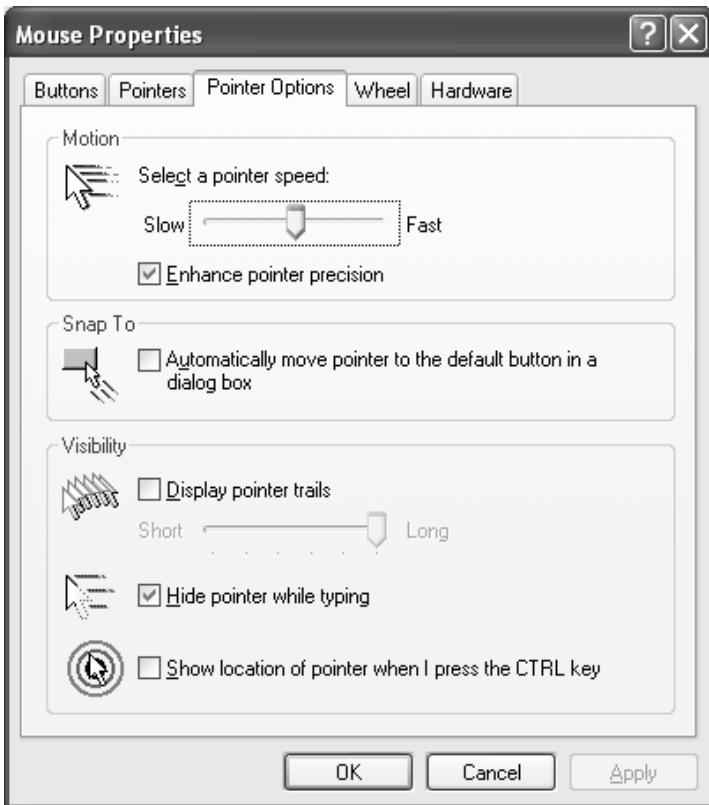 Mouse Properties
Buttons Pointers Pointer Options Wheel Hardware
Motion
Select a pointer speed:
Slow Fast
Enhance pointer precision
Snap To
Automatically move pointer to the default button in a
dialog box
Visibility
Display pointer trails
Short Long
Hide pointer while typing
Show location of pointer when I press the CTRL key
OK Cancel Apply